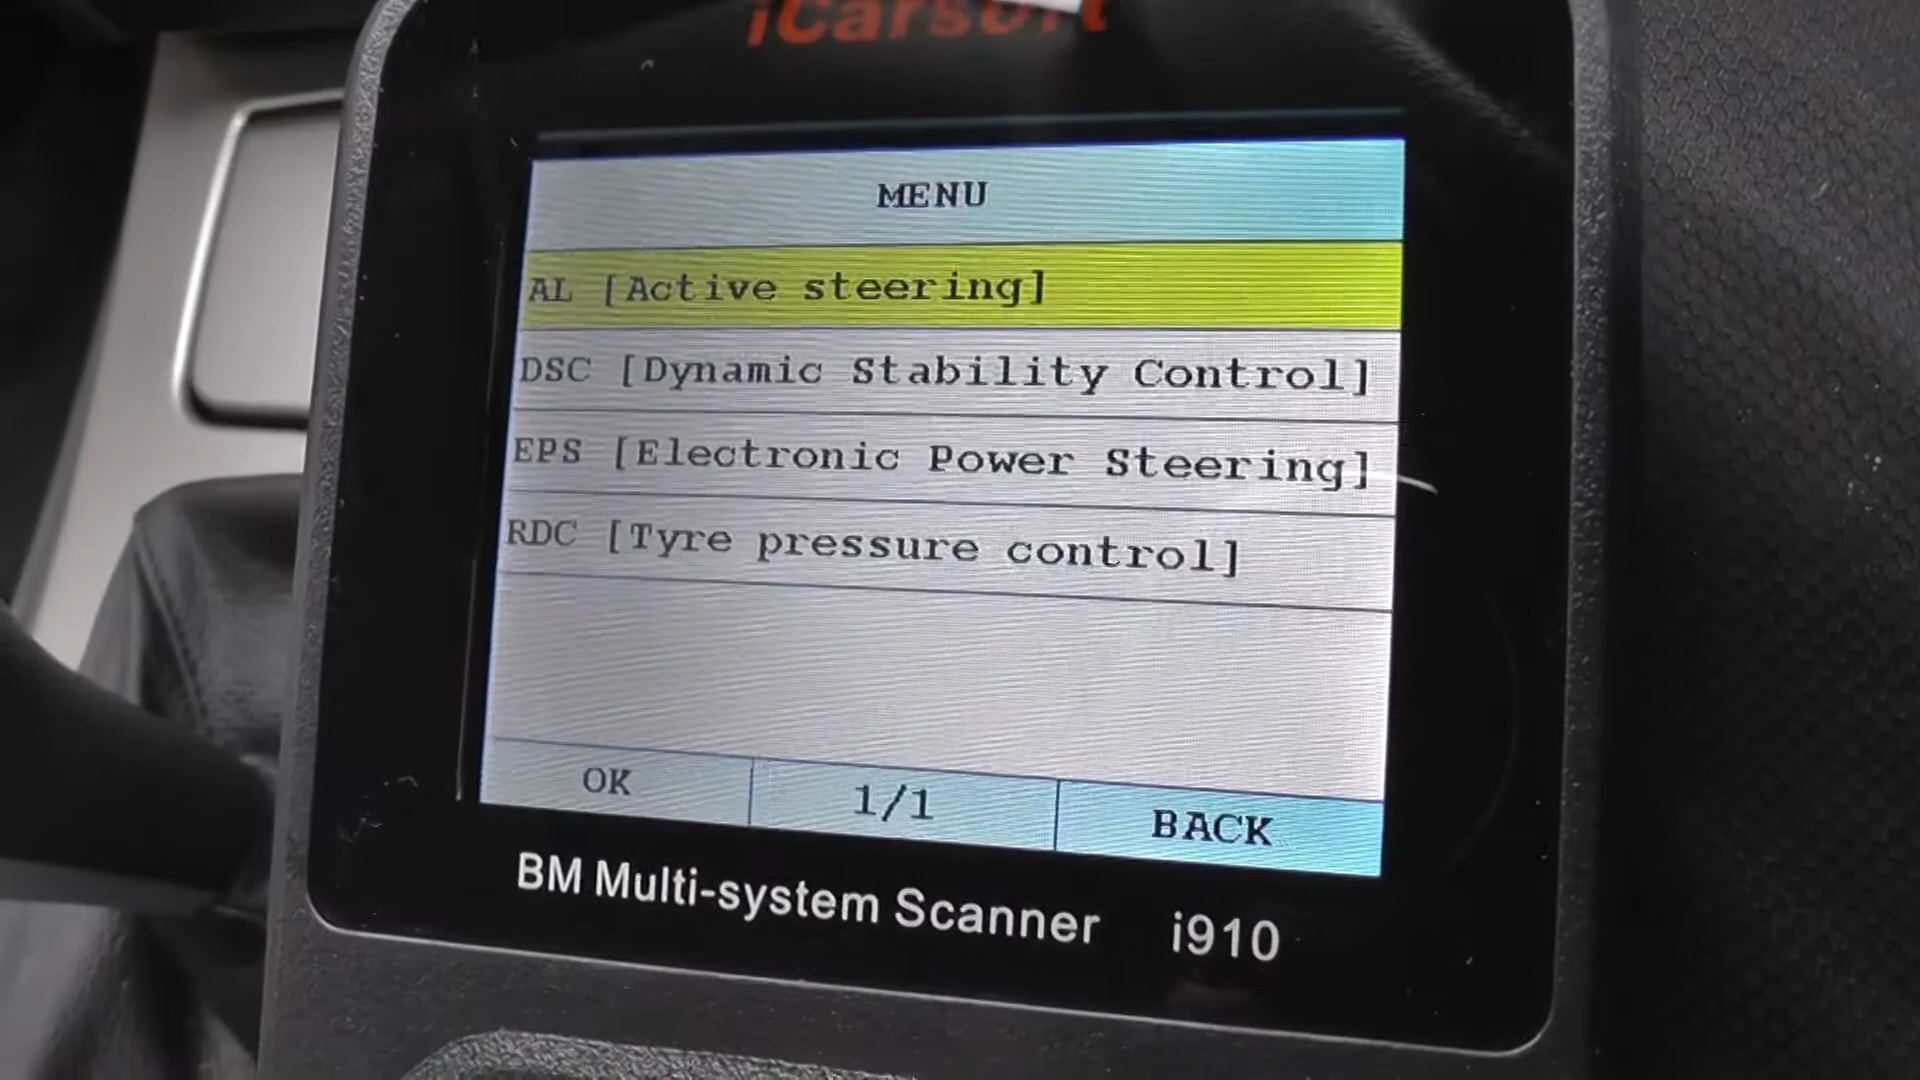 iCarsoft
MENU
AL [Active steering]
DSC [Dynamic Stability Control]
EPS [Electronic Power Steering]
RDC [Tyre pressure control]
OK 1/1 BACK
BM Multi-system Scanner i910